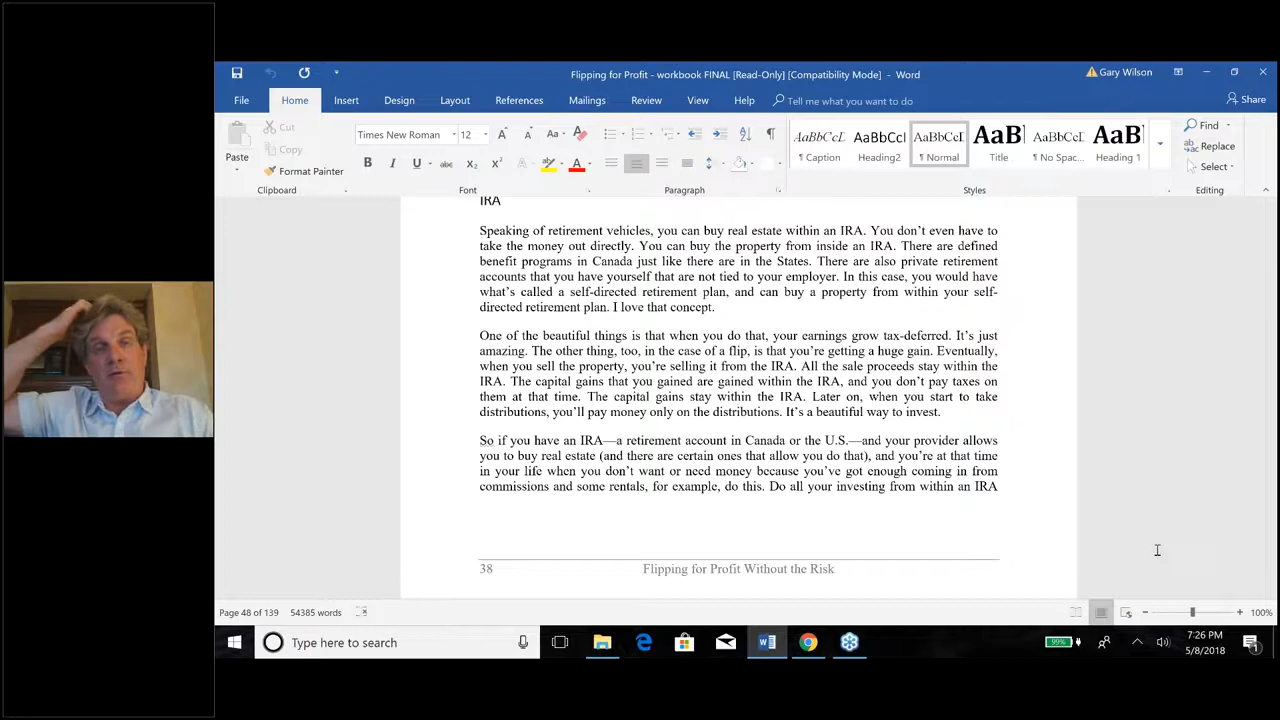 Flipping for Profit - workbook FINAL [Read-Only] [Compatibility Mode] - Word
Gary Wilson
File Home Insert Design Layout References Mailings Review View Help Tell me what you want to do Share
Paste
Cut
Copy
Format Painter
Clipboard
Times New Roman 12
Font
Paragraph
AaBbCcD AaBbCcI AaBbCcD AaB AaBbCcD AaB
¶ Caption Heading2 ¶ Normal Title ¶ No Spac... Heading 1
Styles
Find
Replace
Select
Editing
IRA
Speaking of retirement vehicles, you can buy real estate within an IRA. You don’t even have to
take the money out directly. You can buy the property from inside an IRA. There are defined
benefit programs in Canada just like there are in the States. There are also private retirement
accounts that you have yourself that are not tied to your employer. In this case, you would have
what’s called a self-directed retirement plan, and can buy a property from within your self-
directed retirement plan. I love that concept.
One of the beautiful things is that when you do that, your earnings grow tax-deferred. It’s just
amazing. The other thing, too, in the case of a flip, is that you’re getting a huge gain. Eventually,
when you sell the property, you’re selling it from the IRA. All the sale proceeds stay within the
IRA. The capital gains that you gained are gained within the IRA, and you don’t pay taxes on
them at that time. The capital gains stay within the IRA. Later on, when you start to take
distributions, you’ll pay money only on the distributions. It’s a beautiful way to invest.
So if you have an IRA—a retirement account in Canada or the U.S.—and your provider allows
you to buy real estate (and there are certain ones that allow you do that), and you’re at that time
in your life when you don’t want or need money because you’ve got enough coming in from
commissions and some rentals, for example, do this. Do all your investing from within an IRA
38 Flipping for Profit Without the Risk
Page 48 of 139 54385 words
100%
Type here to search
99%
7:26 PM
5/8/2018